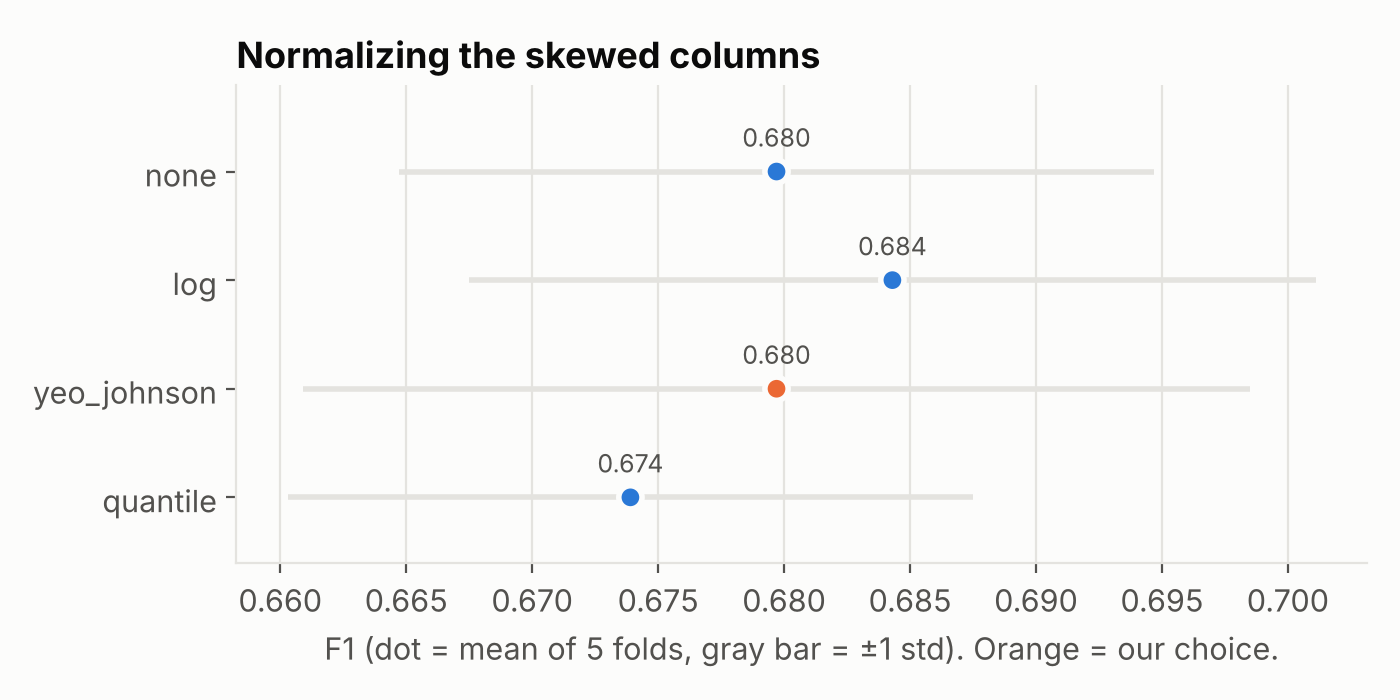 Normalizing the skewed columns
0.680
none
0.684
log
0.680
yeo_johnson
0.674
quantile
0.660 0.665 0.670 0.675 0.680 0.685 0.690 0.695 0.700
F1 (dot = mean of 5 folds, gray bar = ±1 std). Orange = our choice.